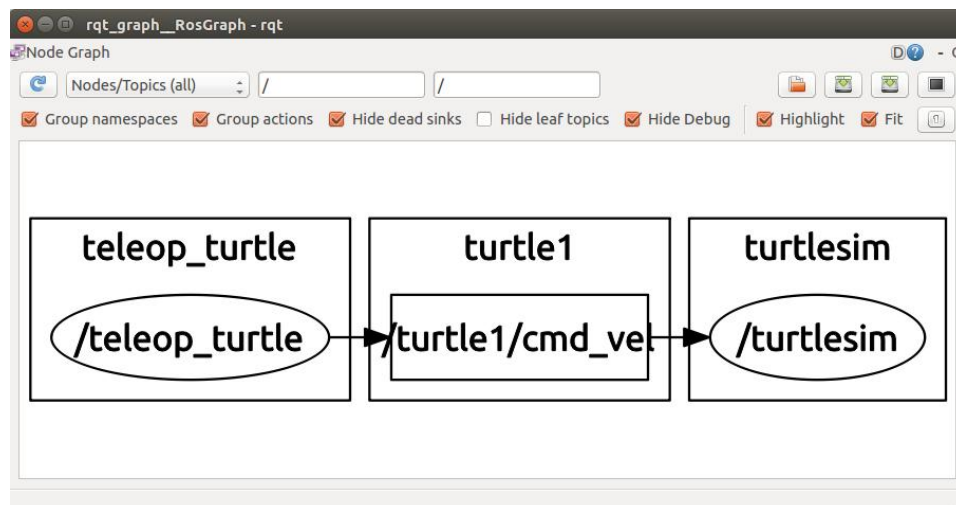 rqt_graph__RosGraph - rqt
Node Graph D -
Nodes/Topics (all) / /
Group namespaces Group actions Hide dead sinks Hide leaf topics Hide Debug Highlight Fit
teleop_turtle turtle1 turtlesim
/teleop_turtle /turtle1/cmd_vel /turtlesim